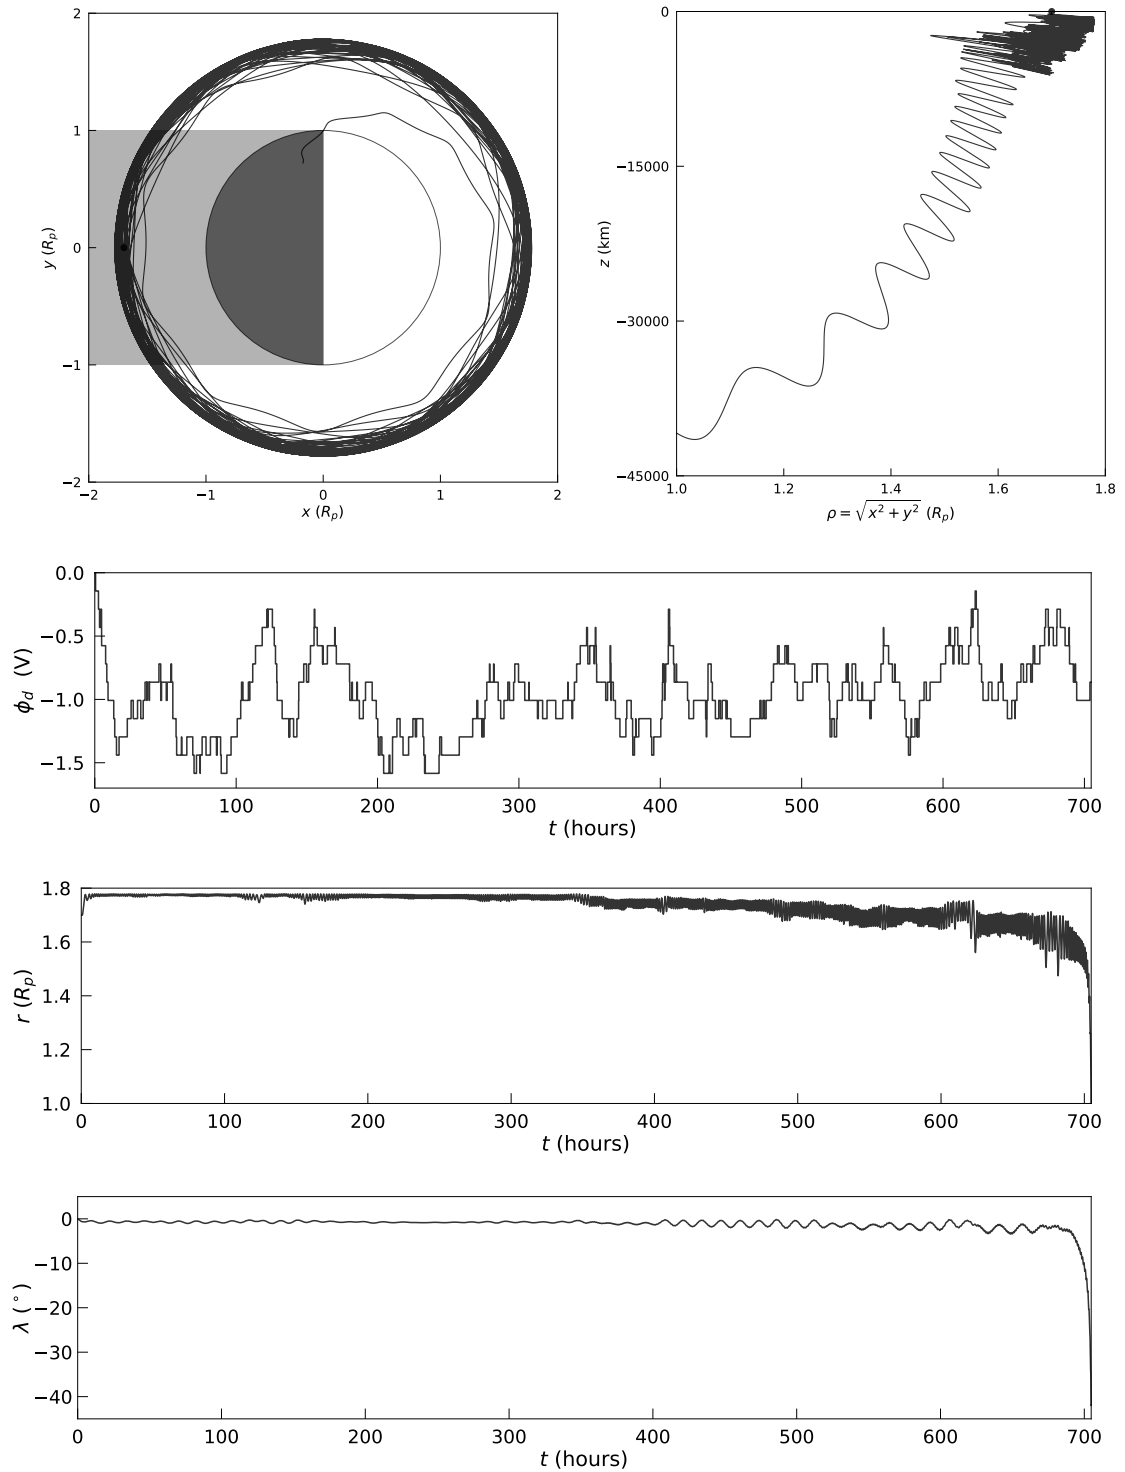 2
1
0
−1
−2
y (R_p)
−2 −1 0 1 2
x (R_p)
0
−15000
−30000
−45000
z (km)
1.0 1.2 1.4 1.6 1.8
ρ = √x² + y² (R_p)
0.0
−0.5
−1.0
−1.5
ϕ_d (V)
0 100 200 300 400 500 600 700
t (hours)
1.8
1.6
1.4
1.2
1.0
r (R_p)
0 100 200 300 400 500 600 700
t (hours)
0
−10
−20
−30
−40
λ (°)
0 100 200 300 400 500 600 700
t (hours)